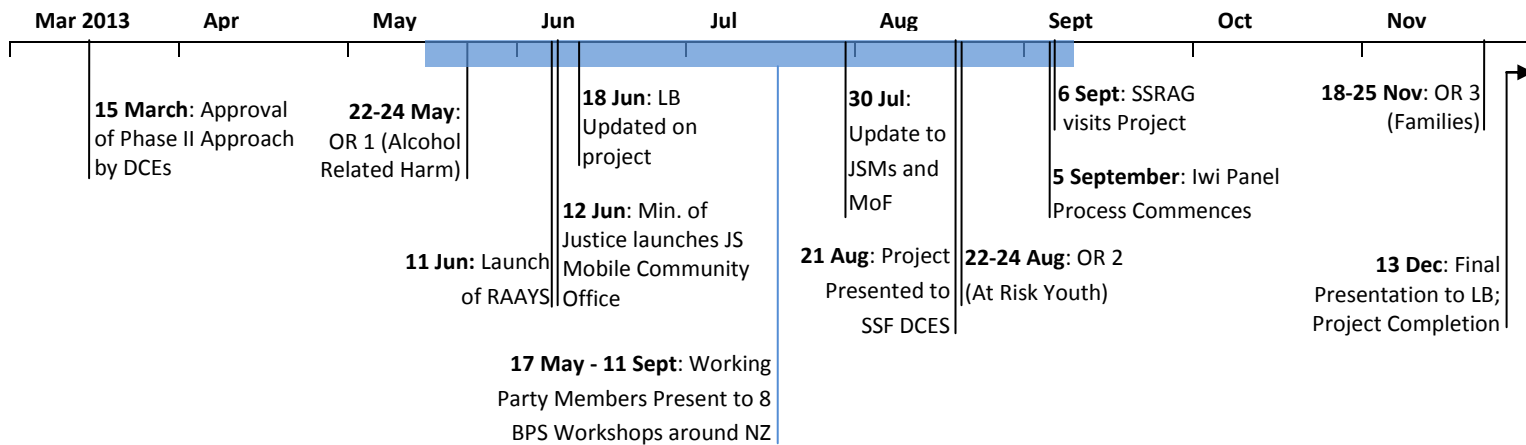 Mar 2013 Apr May Jun Jul Aug Sept Oct Nov
15 March: Approval
of Phase II Approach
by DCEs
22-24 May:
OR 1 (Alcohol
Related Harm)
18 Jun: LB
Updated on
project
30 Jul:
Update to
JSMs and
MoF
6 Sept: SSRAG
visits Project
18-25 Nov: OR 3
(Families)
5 September: Iwi Panel
Process Commences
11 Jun: Launch
of RAAYS
12 Jun: Min. of
Justice launches JS
Mobile Community
Office
21 Aug: Project
Presented to
SSF DCES
22-24 Aug: OR 2
(At Risk Youth)
13 Dec: Final
Presentation to LB;
Project Completion
17 May - 11 Sept: Working
Party Members Present to 8
BPS Workshops around NZ